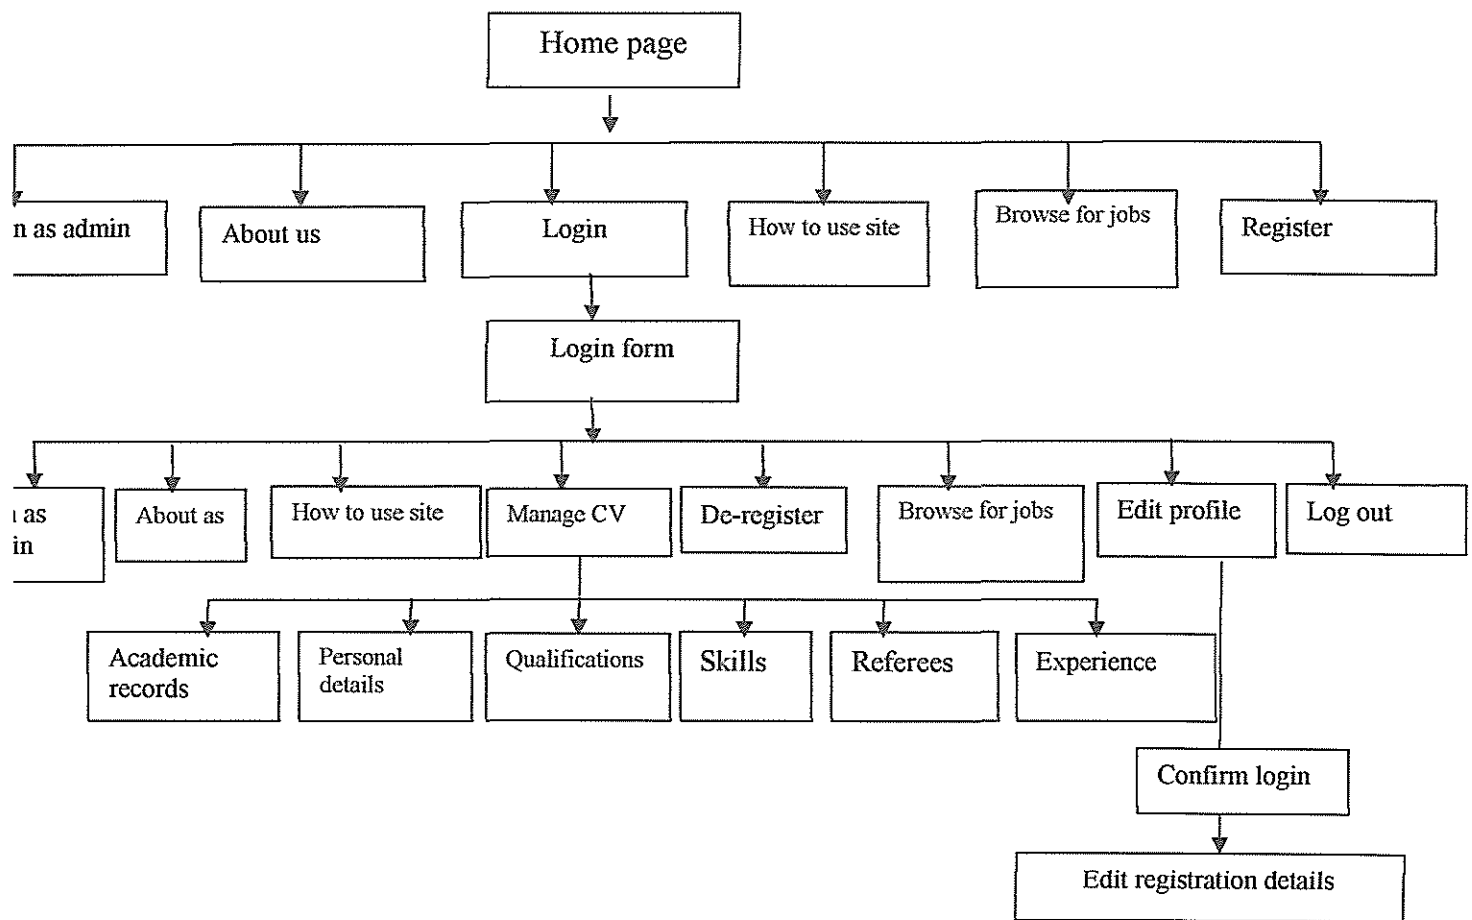 Home page
n as admin
About us
Login
How to use site
Browse for jobs
Register
Login form
as
in
About as
How to use site
Manage CV
De-register
Browse for jobs
Edit profile
Log out
Academic
records
Personal
details
Qualifications
Skills
Referees
Experience
Confirm login
Edit registration details